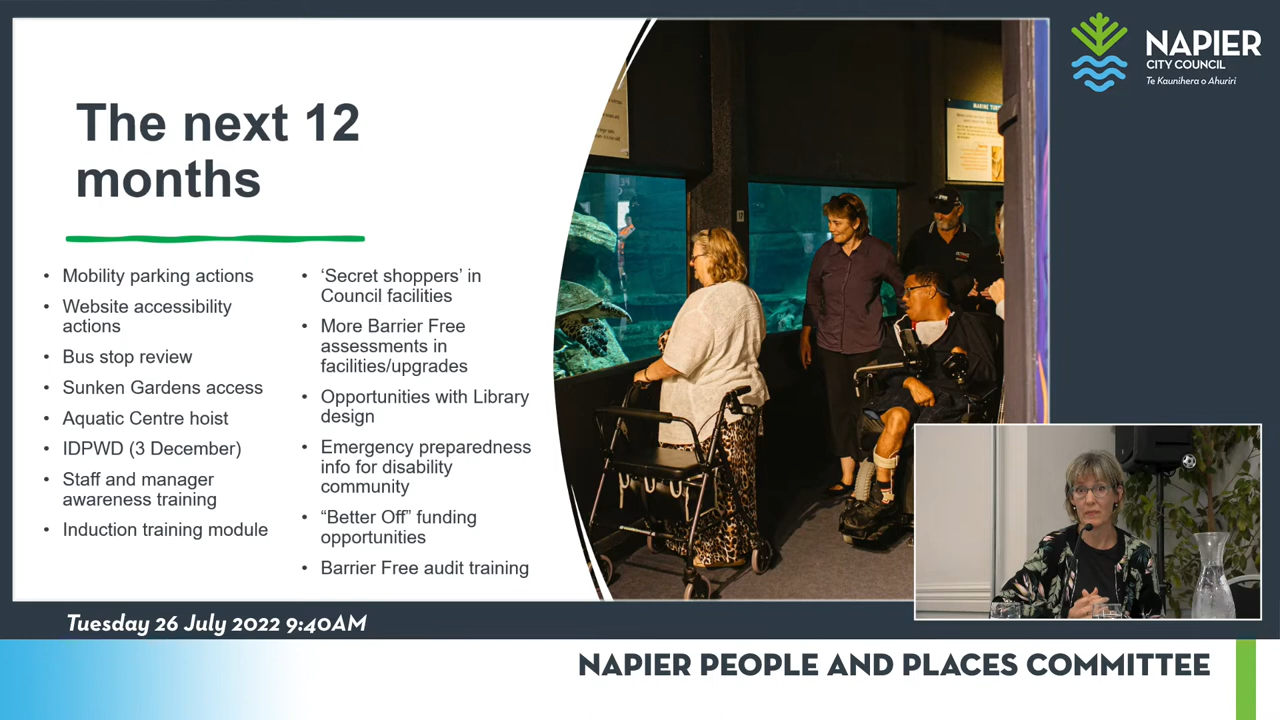 The next 12
months
• Mobility parking actions
• Website accessibility
actions
• Bus stop review
• Sunken Gardens access
• Aquatic Centre hoist
• IDPWD (3 December)
• Staff and manager
awareness training
• Induction training module
• ‘Secret shoppers’ in
Council facilities
• More Barrier Free
assessments in
facilities/upgrades
• Opportunities with Library
design
• Emergency preparedness
info for disability
community
• “Better Off” funding
opportunities
• Barrier Free audit training
NAPIER
CITY COUNCIL
Te Kaunihera o Ahuriri
Tuesday 26 July 2022 9:40AM
NAPIER PEOPLE AND PLACES COMMITTEE